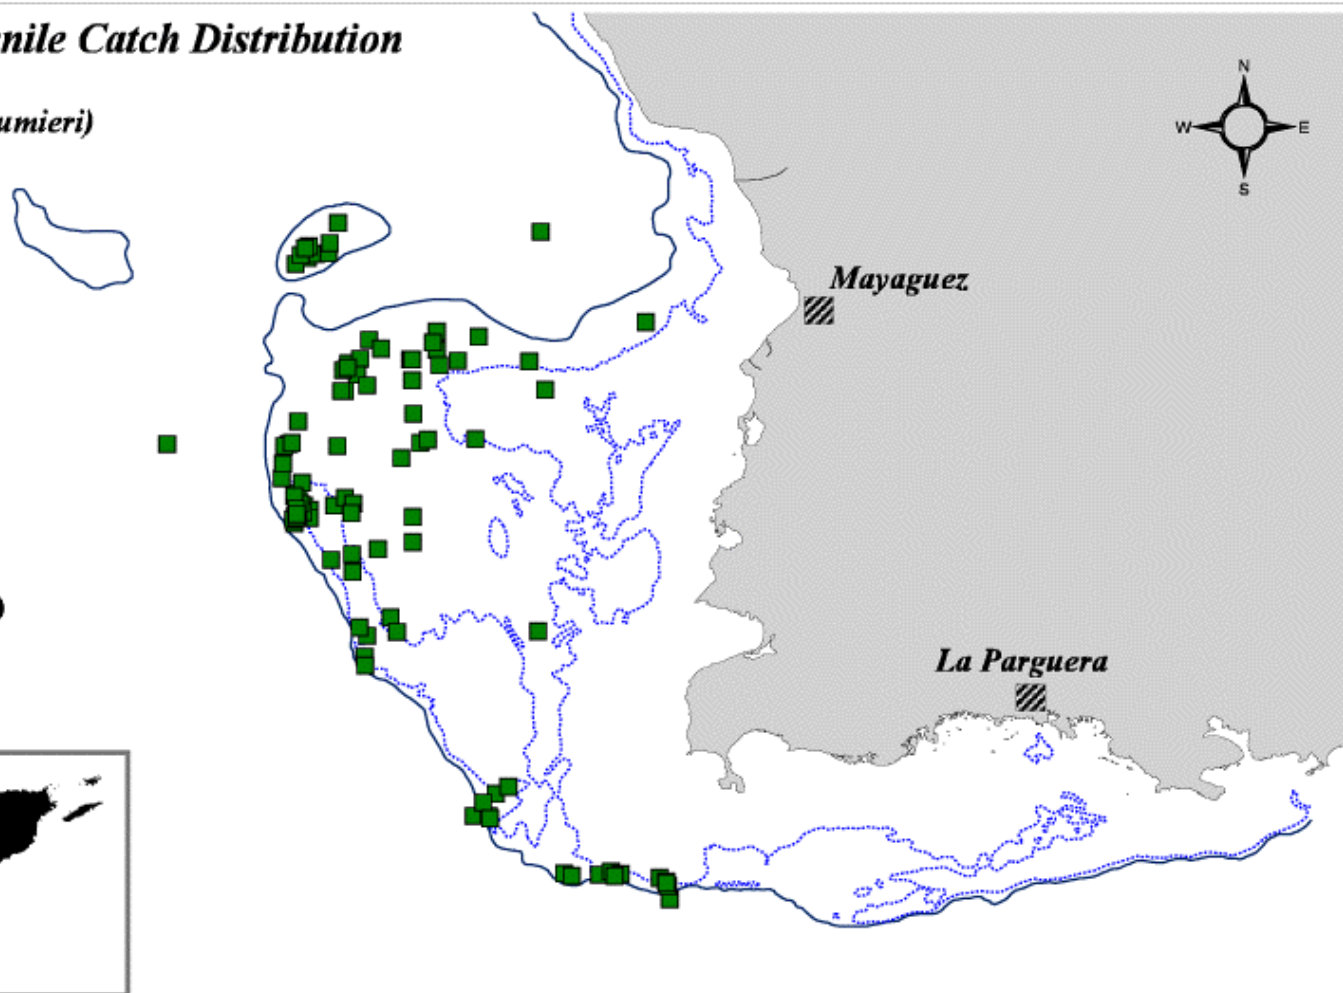 nile Catch Distribution
umieri)
N
W E
S
Mayaguez
La Parguera